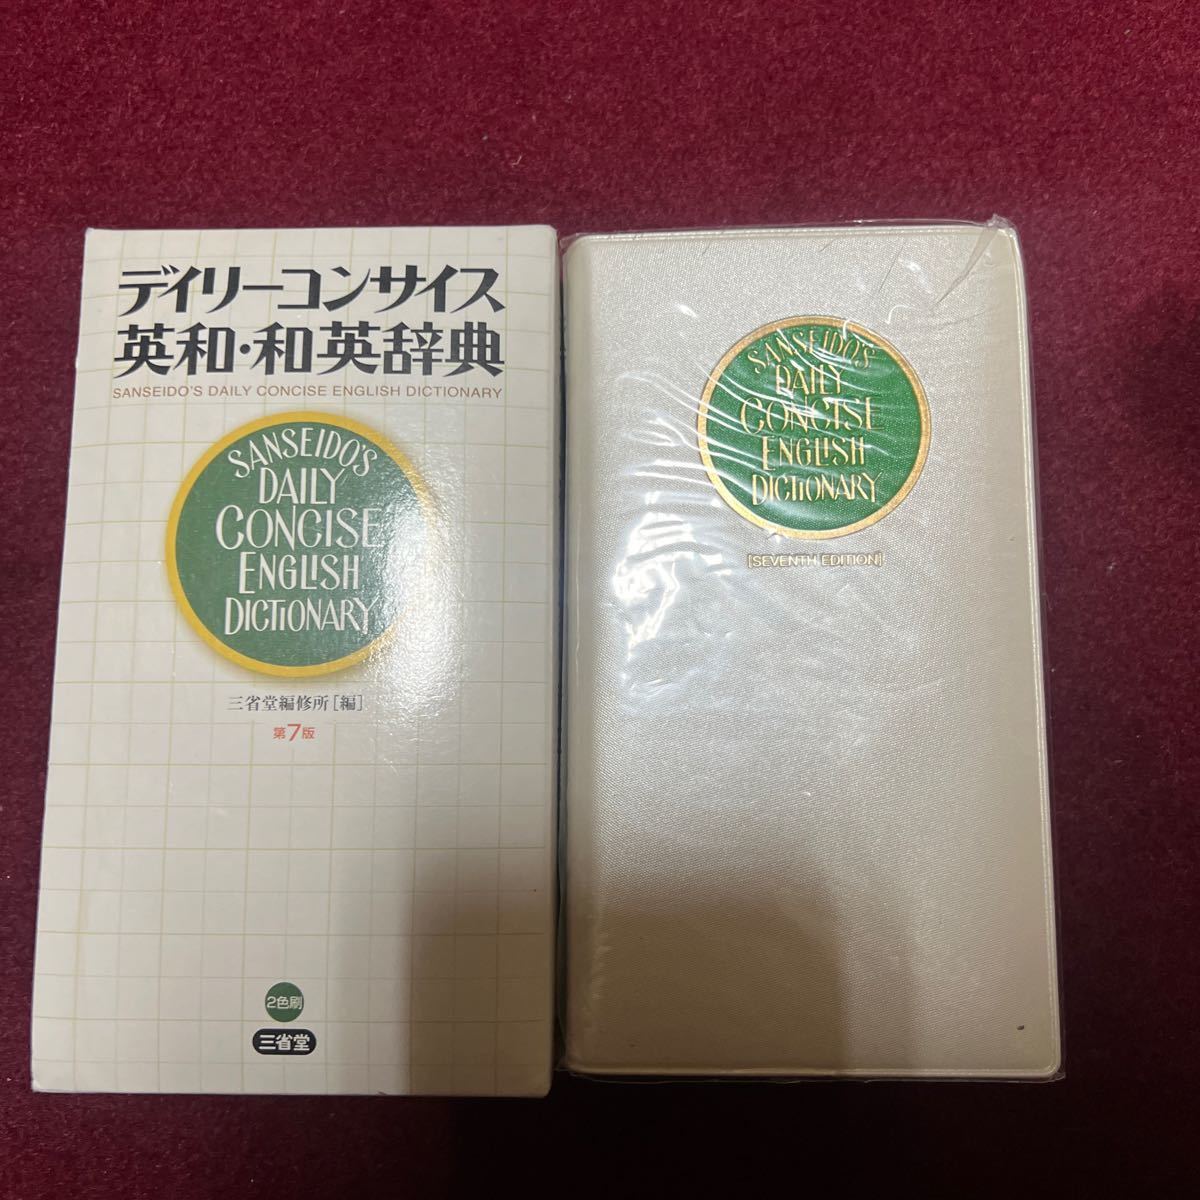 デイリーコンサイス
英和・和英辞典
SANSEIDO'S DAILY CONCISE ENGLISH DICTIONARY
SANSEIDO'S
DAILY
CONCISE
ENGLISH
DICTIONARY
三省堂編修所[編]
第7版
2色刷
三省堂
SANSEIDO'S
DAILY
CONCISE
ENGLISH
DICTIONARY
[SEVENTH EDITION]